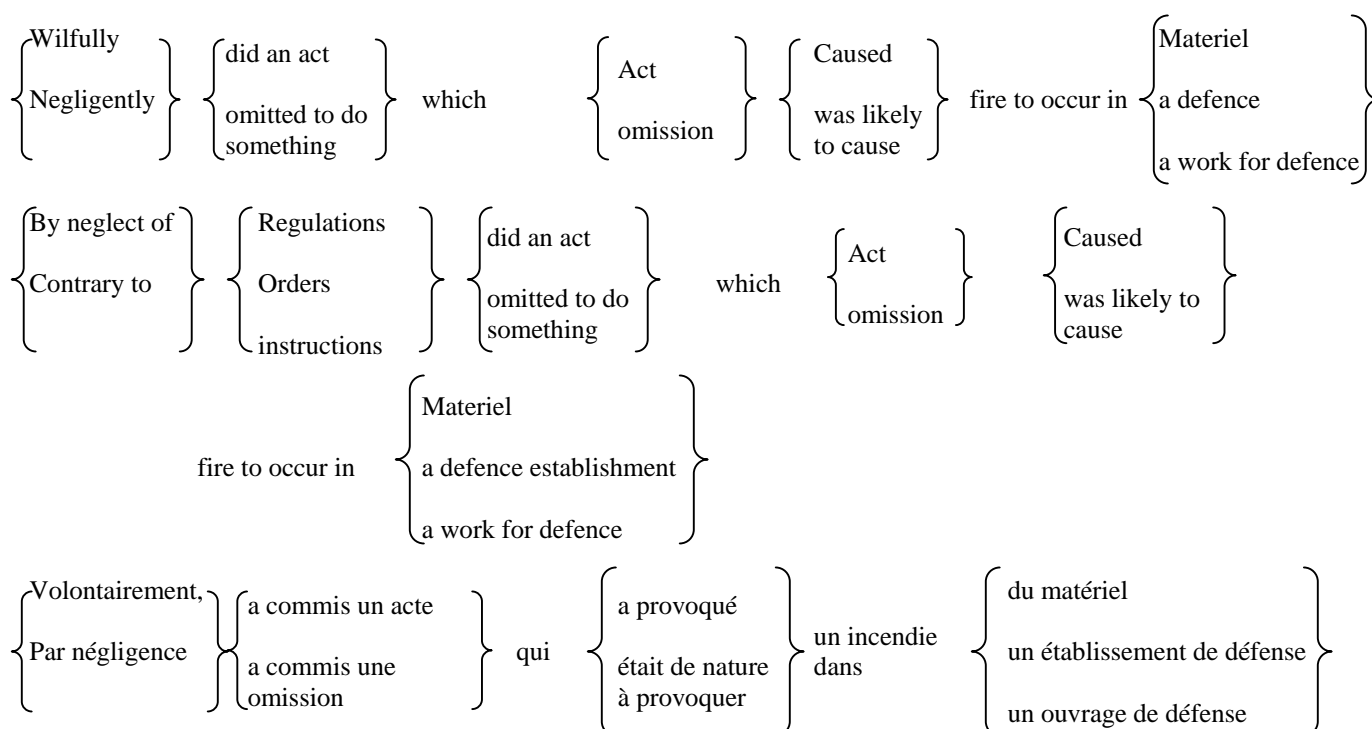 Wilfully
Negligently
did an act
omitted to do
something
which
Act
omission
Caused
was likely
to cause
fire to occur in
Materiel
a defence
a work for defence
By neglect of
Contrary to
Regulations
Orders
instructions
did an act
omitted to do
something
which
Act
omission
Caused
was likely to
cause
fire to occur in
Materiel
a defence establishment
a work for defence
Volontairement,
Par négligence
a commis un acte
a commis une
omission
qui
a provoqué
était de nature
à provoquer
un incendie
dans
du matériel
un établissement de défense
un ouvrage de défense